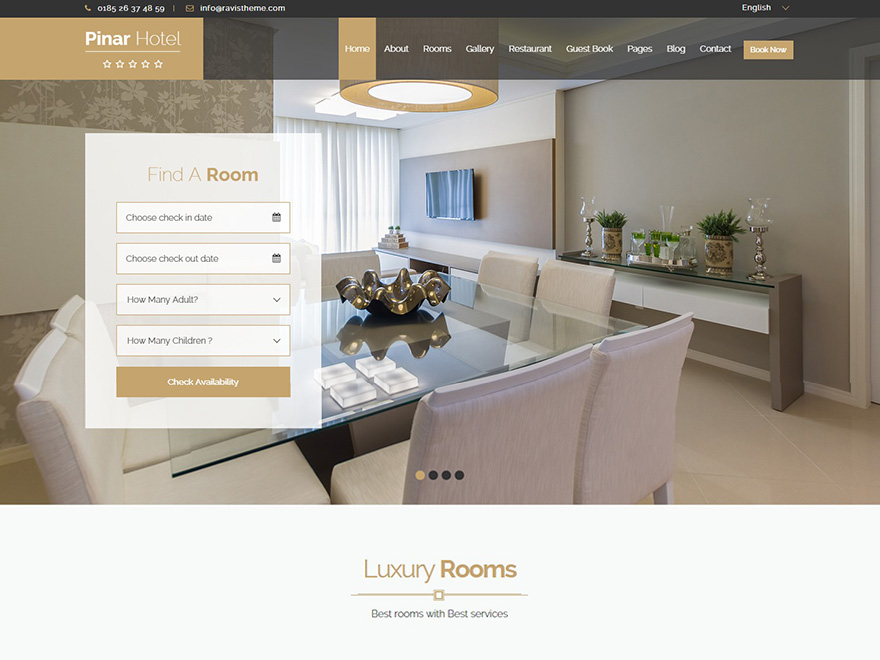 0185 26 37 48 59 | info@ravistheme.com English
Pinar Hotel
Home About Rooms Gallery Restaurant Guest Book Pages Blog Contact Book Now
Find A Room
Choose check in date
Choose check out date
How Many Adult?
How Many Children ?
Check Availability
Luxury Rooms
Best rooms with Best services